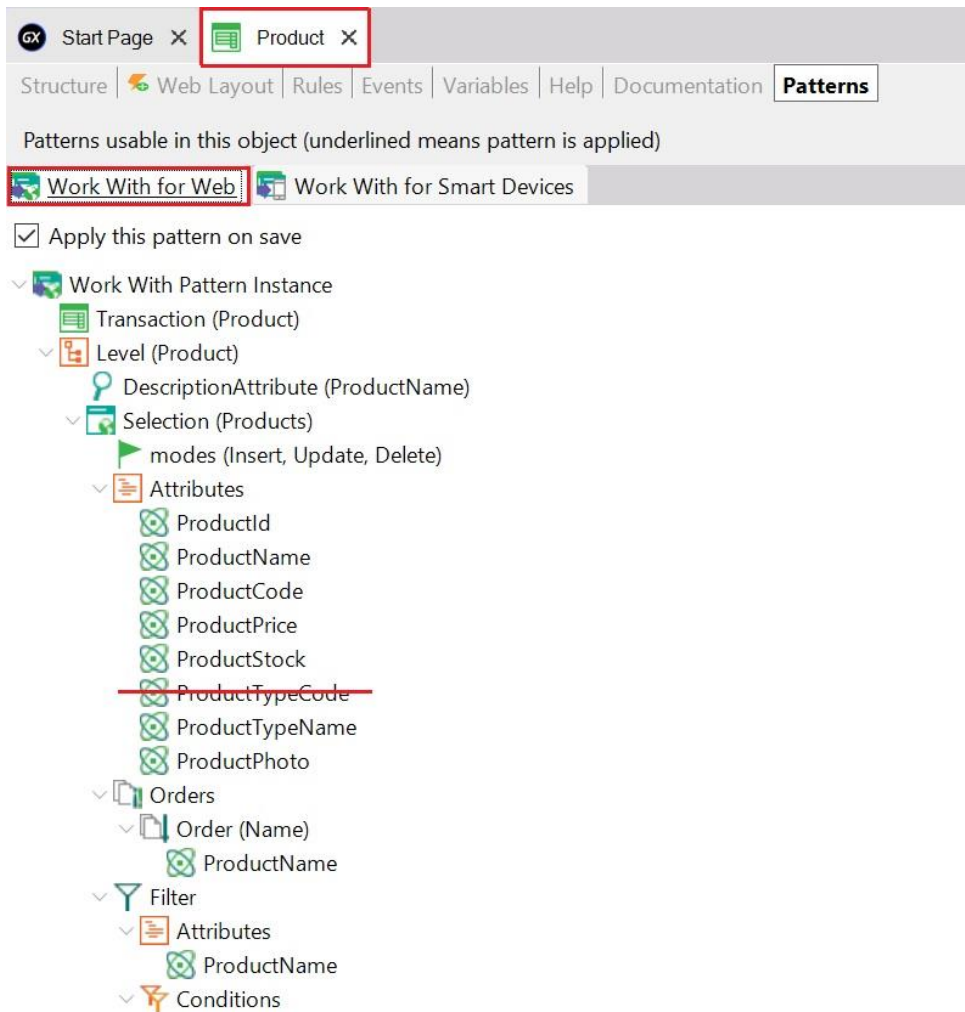 GX Start Page X Product X
Structure Web Layout Rules Events Variables Help Documentation Patterns
Patterns usable in this object (underlined means pattern is applied)
Work With for Web Work With for Smart Devices
Apply this pattern on save
Work With Pattern Instance
Transaction (Product)
Level (Product)
DescriptionAttribute (ProductName)
Selection (Products)
modes (Insert, Update, Delete)
Attributes
ProductId
ProductName
ProductCode
ProductPrice
ProductStock
ProductTypeCode
ProductTypeName
ProductPhoto
Orders
Order (Name)
ProductName
Filter
Attributes
ProductName
Conditions